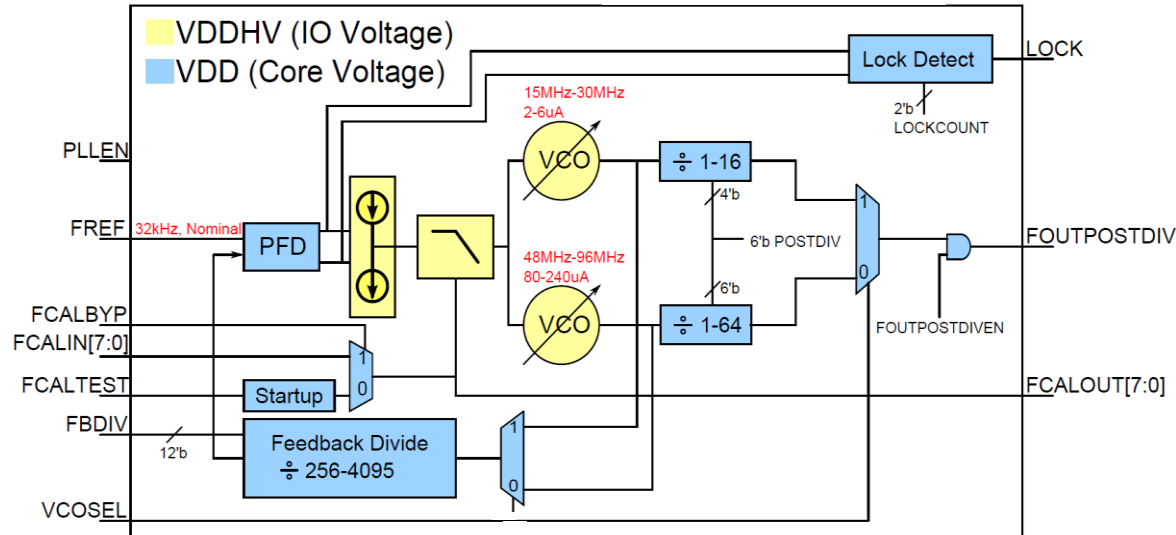 VDDHV (IO Voltage)
VDD (Core Voltage)
Lock Detect
LOCK
2'b
LOCKCOUNT
15MHz-30MHz
2-6uA
VCO
PLLEN
÷ 1-16
4'b
1
FREF
32kHz, Nominal
PFD
6'b POSTDIV
FOUTPOSTDIV
48MHz-96MHz
80-240uA
VCO
6'b
÷ 1-64
0
FOUTPOSTDIVEN
FCALBYP
FCALIN[7:0]
1
FCALTEST
Startup
0
FCALOUT[7:0]
FBDIV
12'b
Feedback Divide
÷ 256-4095
1
0
VCOSEL